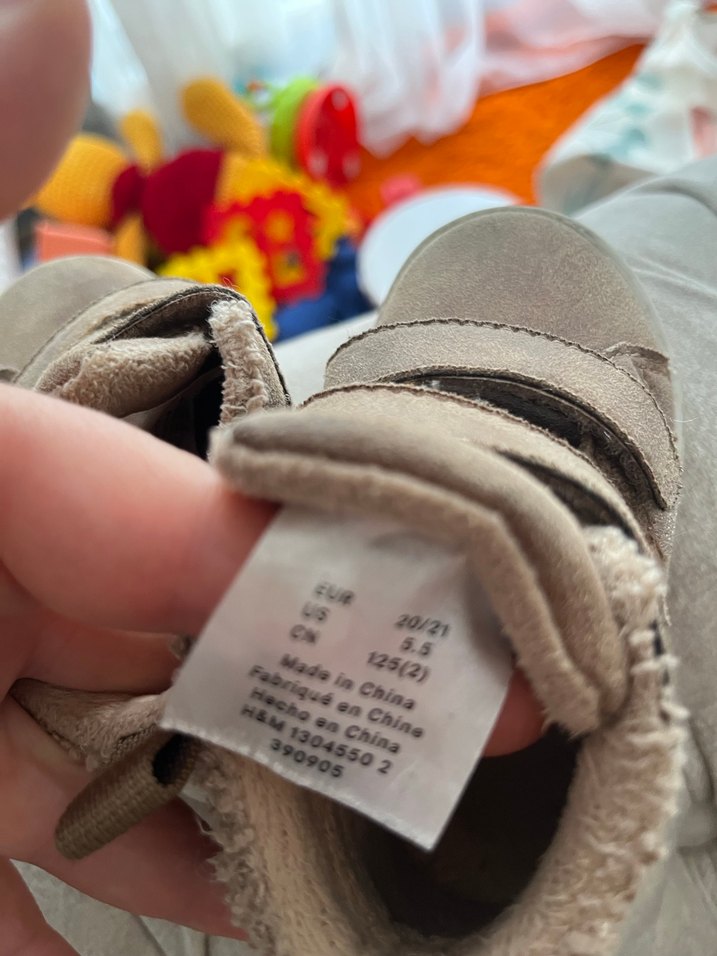 EUR 20/21
US 5.5
CN 125(2)
Made in China
Fabriqué en Chine
Hecho en China
H&M 1304550 2
390905